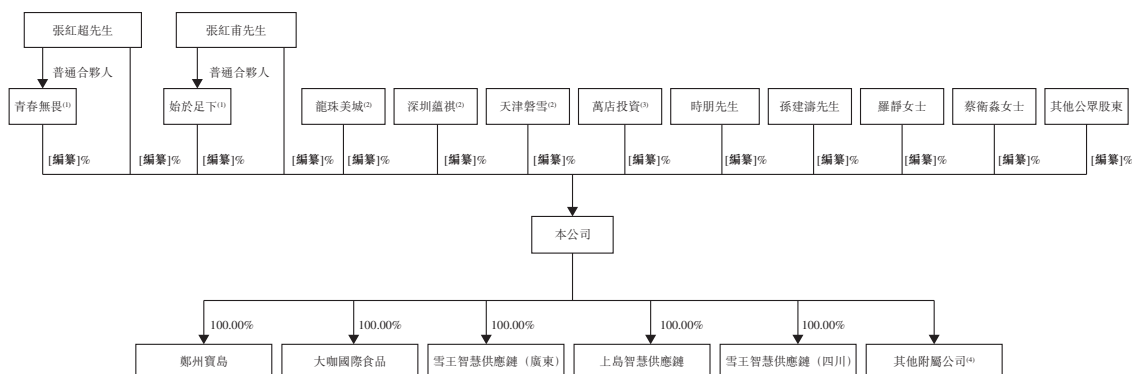 張紅超先生 張紅甫先生
普通合夥人 普通合夥人
青春無畏(1) 始於足下(1) 龍珠美城(2) 深圳蘊祺(2) 天津磐雪(2) 萬店投資(3) 時朋先生 孫建濤先生 羅靜女士 蔡衛淼女士 其他公眾股東
[編纂]% [編纂]% [編纂]% [編纂]% [編纂]% [編纂]% [編纂]% [編纂]% [編纂]% [編纂]% [編纂]% [編纂]% [編纂]%
本公司
100.00% 100.00% 100.00% 100.00% 100.00%
鄭州寶島 大咖國際食品 雪王智慧供應鏈（廣東） 上島智慧供應鏈 雪王智慧供應鏈（四川） 其他附屬公司(4)